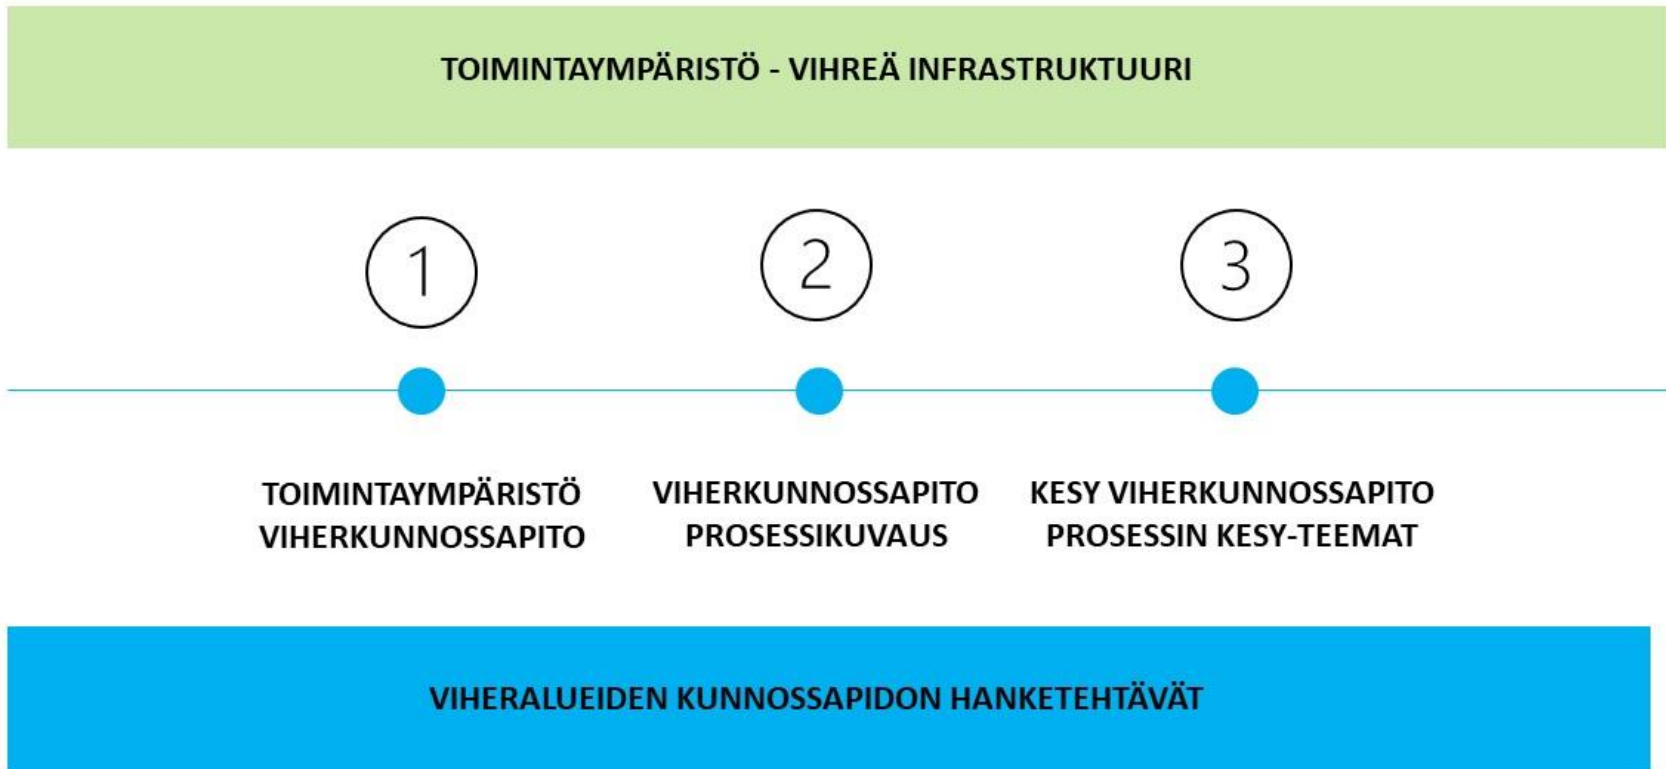 TOIMINTAYMPÄRISTÖ - VIHREÄ INFRASTRUKTUURI
1
2
3
TOIMINTAYMPÄRISTÖ
VIHERKUNNOSSAPITO
VIHERKUNNOSSAPITO
PROSESSIKUVAUS
KESY VIHERKUNNOSSAPITO
PROSESSIN KESY-TEEMAT
VIHERALUEIDEN KUNNOSSAPIDON HANKETEHTÄVÄT